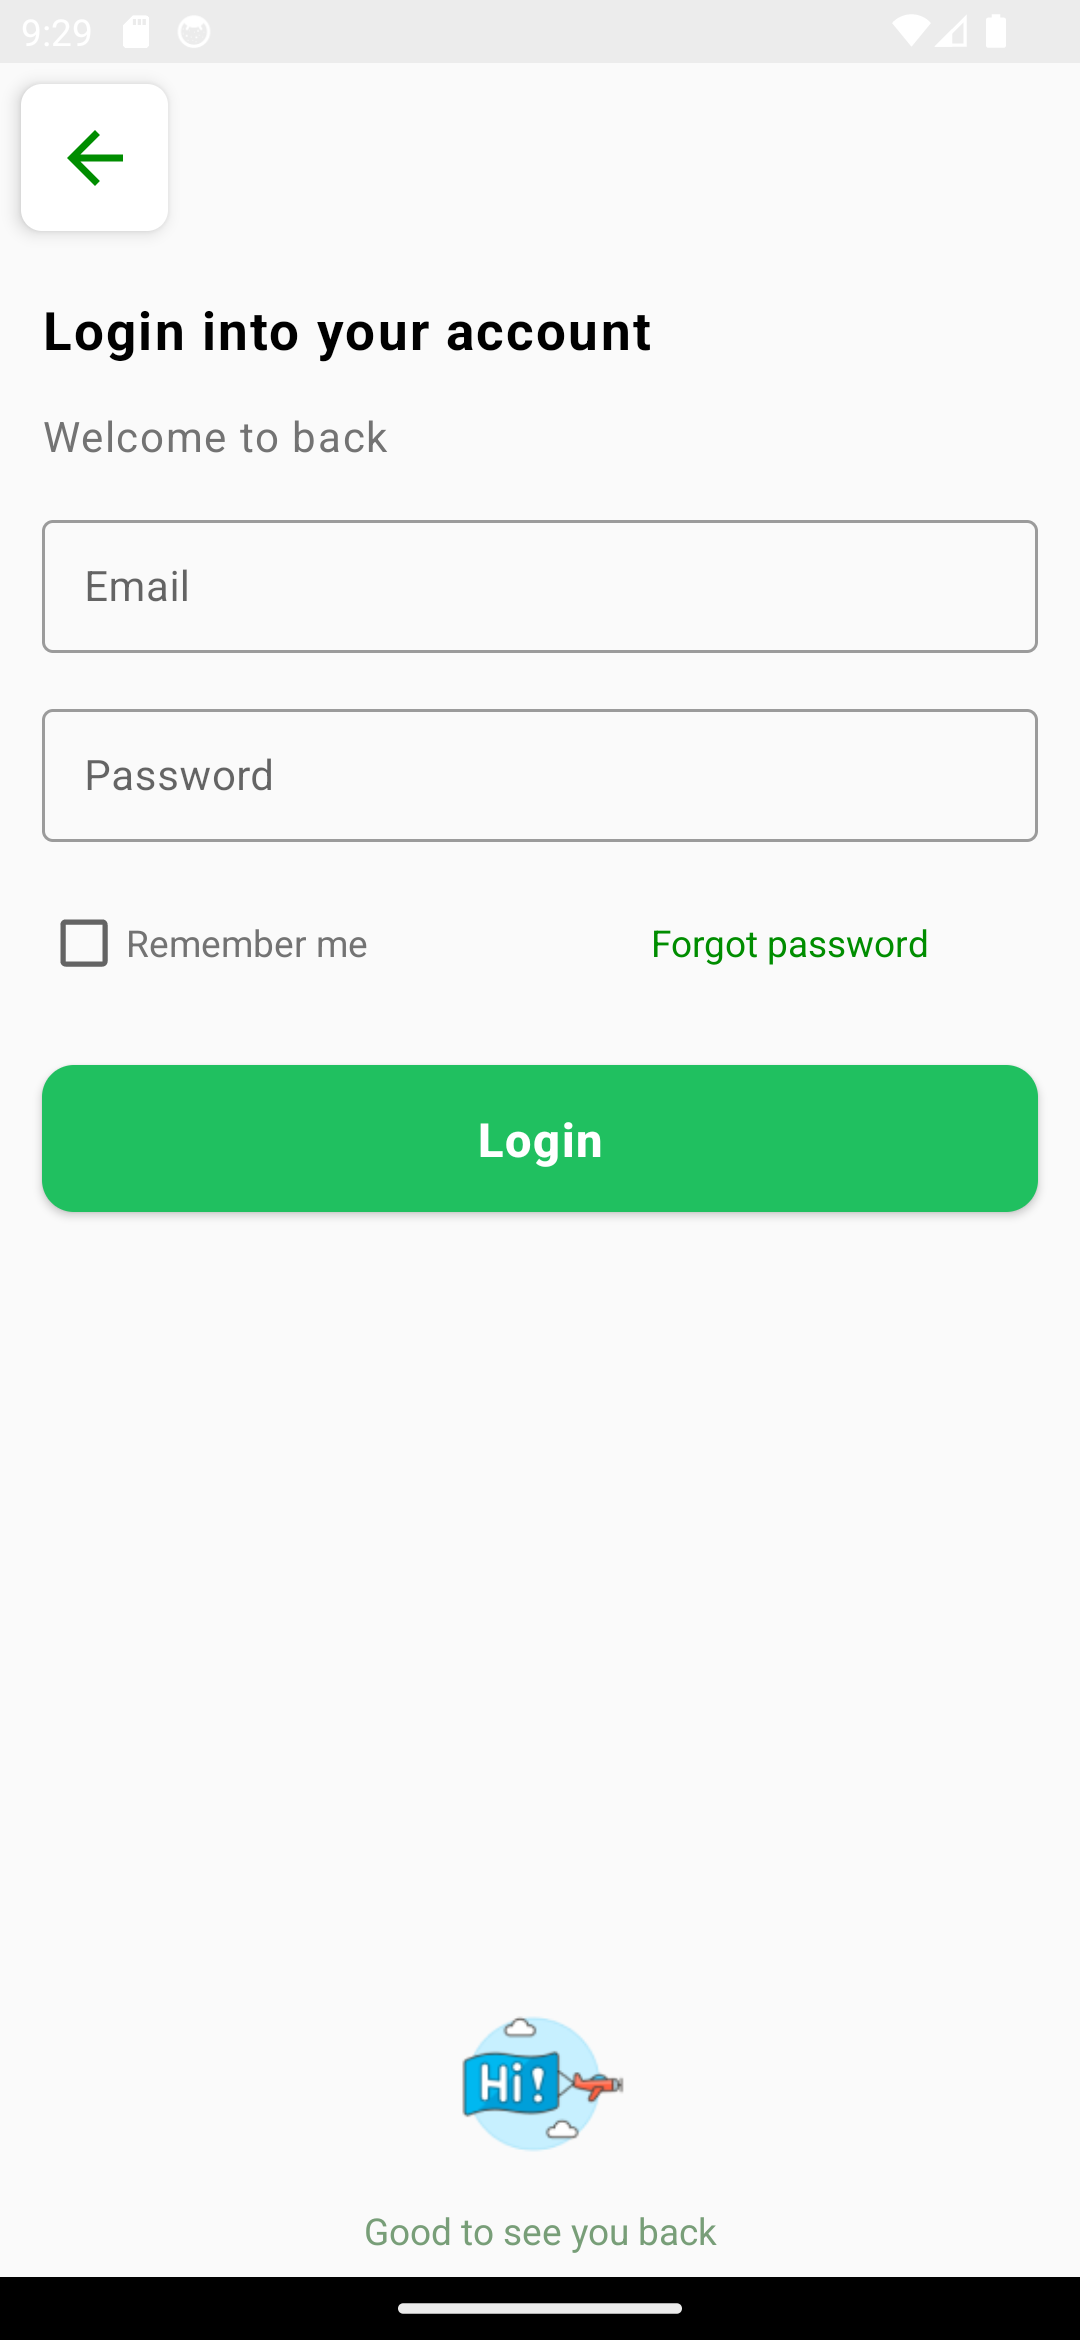 9:29
Login into your account
Welcome to back
Email
Password
Remember me
Forgot password
Login
Hi!
Good to see you back